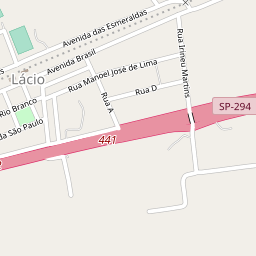 Avenida das Esmeraldas
Avenida Brasil
Lácio
Rua Manoel José de Lima
Rua Irineu Martins
Rio Branco
Rua A
Rua D
SP-294
da São Paulo
441